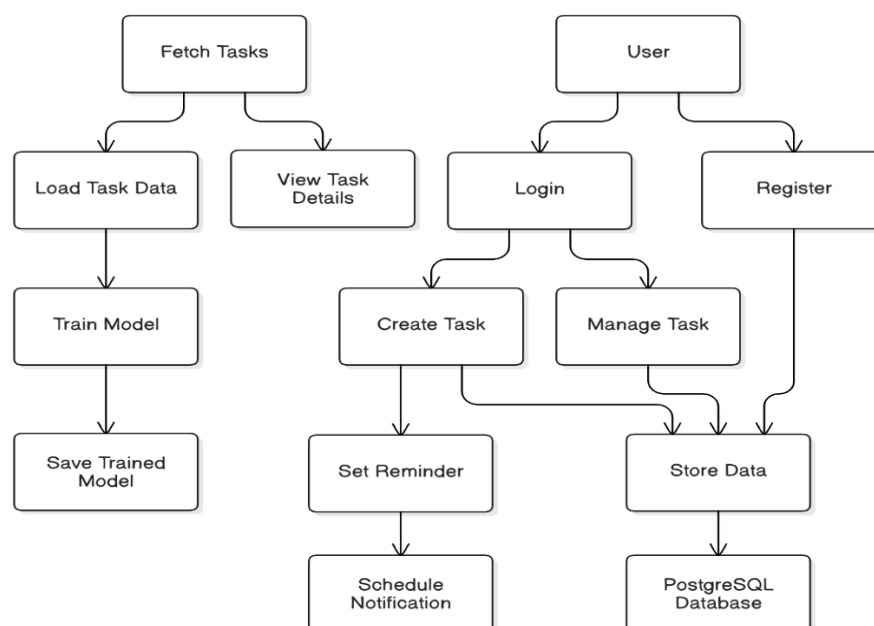 Fetch Tasks
User
Load Task Data
View Task
Details
Login
Register
Train Model
Create Task
Manage Task
Save Trained
Model
Set Reminder
Store Data
Schedule
Notification
PostgreSQL
Database